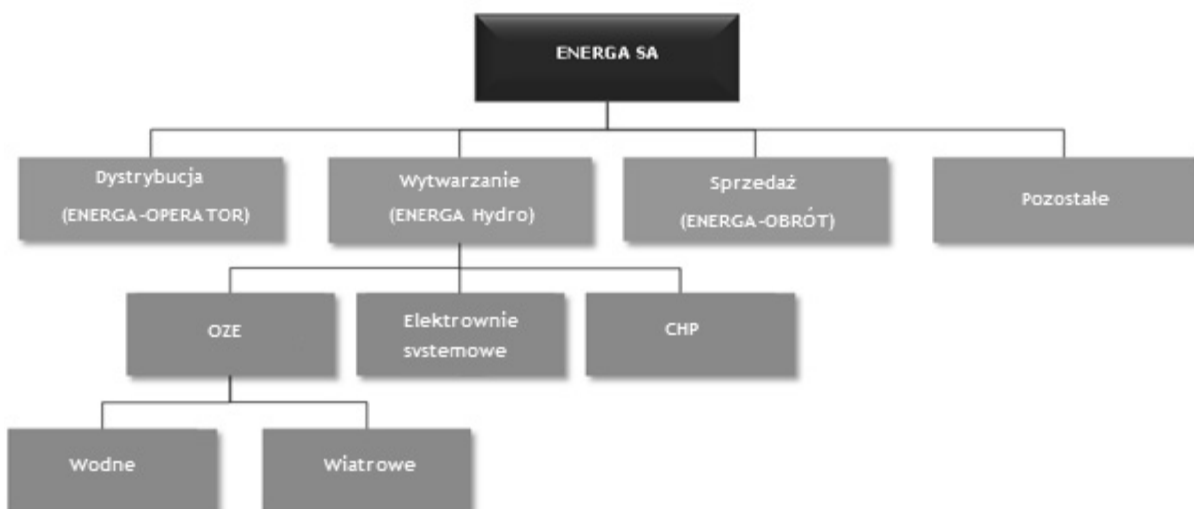 ENERGA SA
Dystrybucja
(ENERGA-OPERATOR)
Wytwarzanie
(ENERGA Hydro)
Sprzedaż
(ENERGA-OBRÓT)
Pozostałe
OZE
Elektrownie
systemowe
CHP
Wodne
Wiatrowe